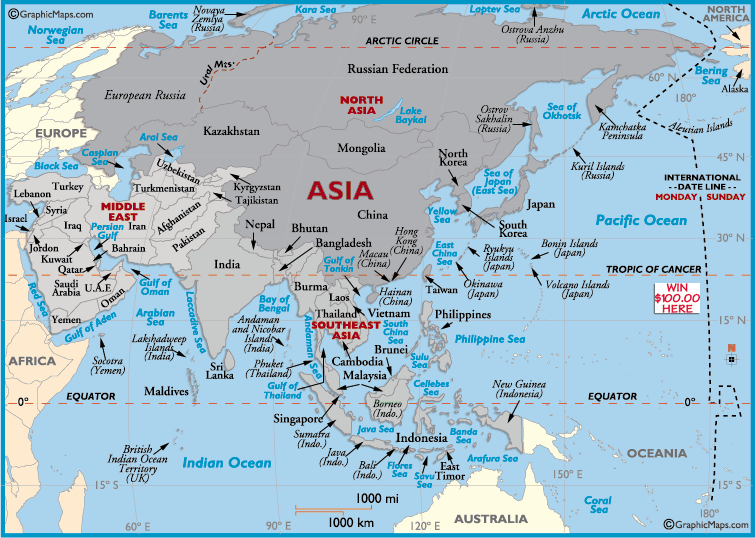 ©GraphicMaps.com
Barents
Sea
Novaya
Zemlya
(Russia)
Kara Sea
90° E
Laptev Sea
Arctic Ocean
NORTH
AMERICA
Norwegian
Sea
Ostrova Anzhu
(Russia)
ARCTIC CIRCLE
Ural Mts.
Russian Federation
Bering
Sea
60° N
Alaska
180°
European Russia
NORTH
ASIA
Lake
Baykal
Ostrov
Sakhalin
(Russia)
Sea of
Okhotsk
Kamchatka
Peninsula
Aleutian Islands
EUROPE
Aral Sea
Kazakhstan
Mongolia
Caspian
Sea
Black Sea
North
Korea
45° N
Kuril Islands
(Russia)
Uzbekistan
Turkmenistan
Kyrgyzstan
Tajikistan
Sea of
Japan
(East Sea)
INTERNATIONAL
--DATE LINE--
MONDAY SUNDAY
Turkey
Lebanon
Syria
MIDDLE
EAST
ASIA
China
Japan
Israel
Iraq
Persian
Gulf
Iran
Afghanistan
Pakistan
Nepal
Bhutan
Hong
Kong
(China)
Yellow
Sea
South
Korea
Pacific Ocean
Jordon
Kuwait
Bahrain
Qatar
Bangladesh
Macau
(China)
East
China
Sea
Ryukyu
Islands
(Japan)
Bonin Islands
(Japan)
30° N
India
Gulf of
Tonkin
TROPIC OF CANCER
Saudi
Arabia
U.A.E
Oman
Gulf of
Oman
Burma
Laos
Hainan
(China)
Taiwan
Okinawa
(Japan)
Volcano Islands
(Japan)
WIN
$100.00
HERE
Red Sea
Yemen
Gulf of Aden
Arabian
Sea
Laccadive Sea
Bay of
Bengal
Andaman
and Nicobar
Islands
(India)
Andaman Sea
Thailand
Vietnam
SOUTHEAST
ASIA
South
China
Sea
Philippines
15° N
Philippine Sea
AFRICA
Socotra
(Yemen)
Lakshadweep
Islands
(India)
Sri
Lanka
Phuket
(Thailand)
Gulf of
Thailand
Cambodia
Malaysia
Brunei
Sulu
Sea
N
Maldives
Celebes
Sea
New Guinea
(Indonesia)
0°
EQUATOR
EQUATOR
0°
Singapore
Sumatra
(Indo.)
Borneo
(Indo.)
Java Sea
Indonesia
Banda
Sea
British
Indian Ocean
Territory
(UK)
Indian Ocean
Java
(Indo.)
Bali
(Indo.)
Flores
Sea
Savu
Sea
East
Timor
Arafura Sea
OCEANIA
15° S
150° E
15° S
1000 mi
1000 km
60° E
90° E
120° E
AUSTRALIA
Coral
Sea
180°
©GraphicMaps.com